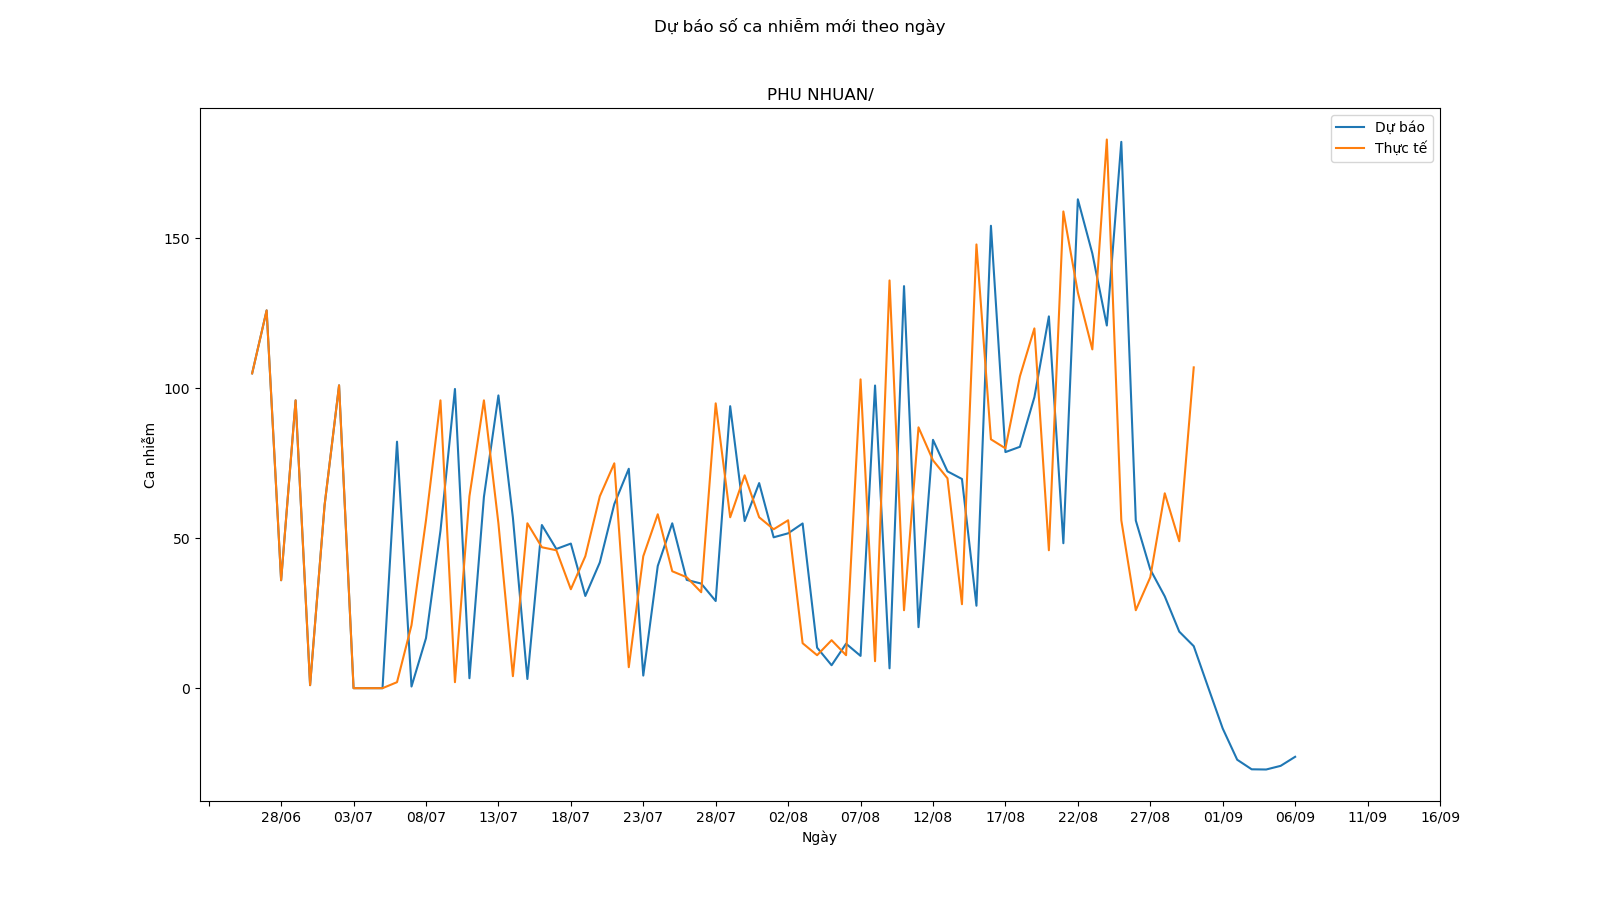 Dự báo số ca nhiễm mới theo ngày
PHU NHUAN/
Dự báo
Thực tế
150
100
50
0
Ca nhiễm
28/06 03/07 08/07 13/07 18/07 23/07 28/07 02/08 07/08 12/08 17/08 22/08 27/08 01/09 06/09 11/09 16/09
Ngày